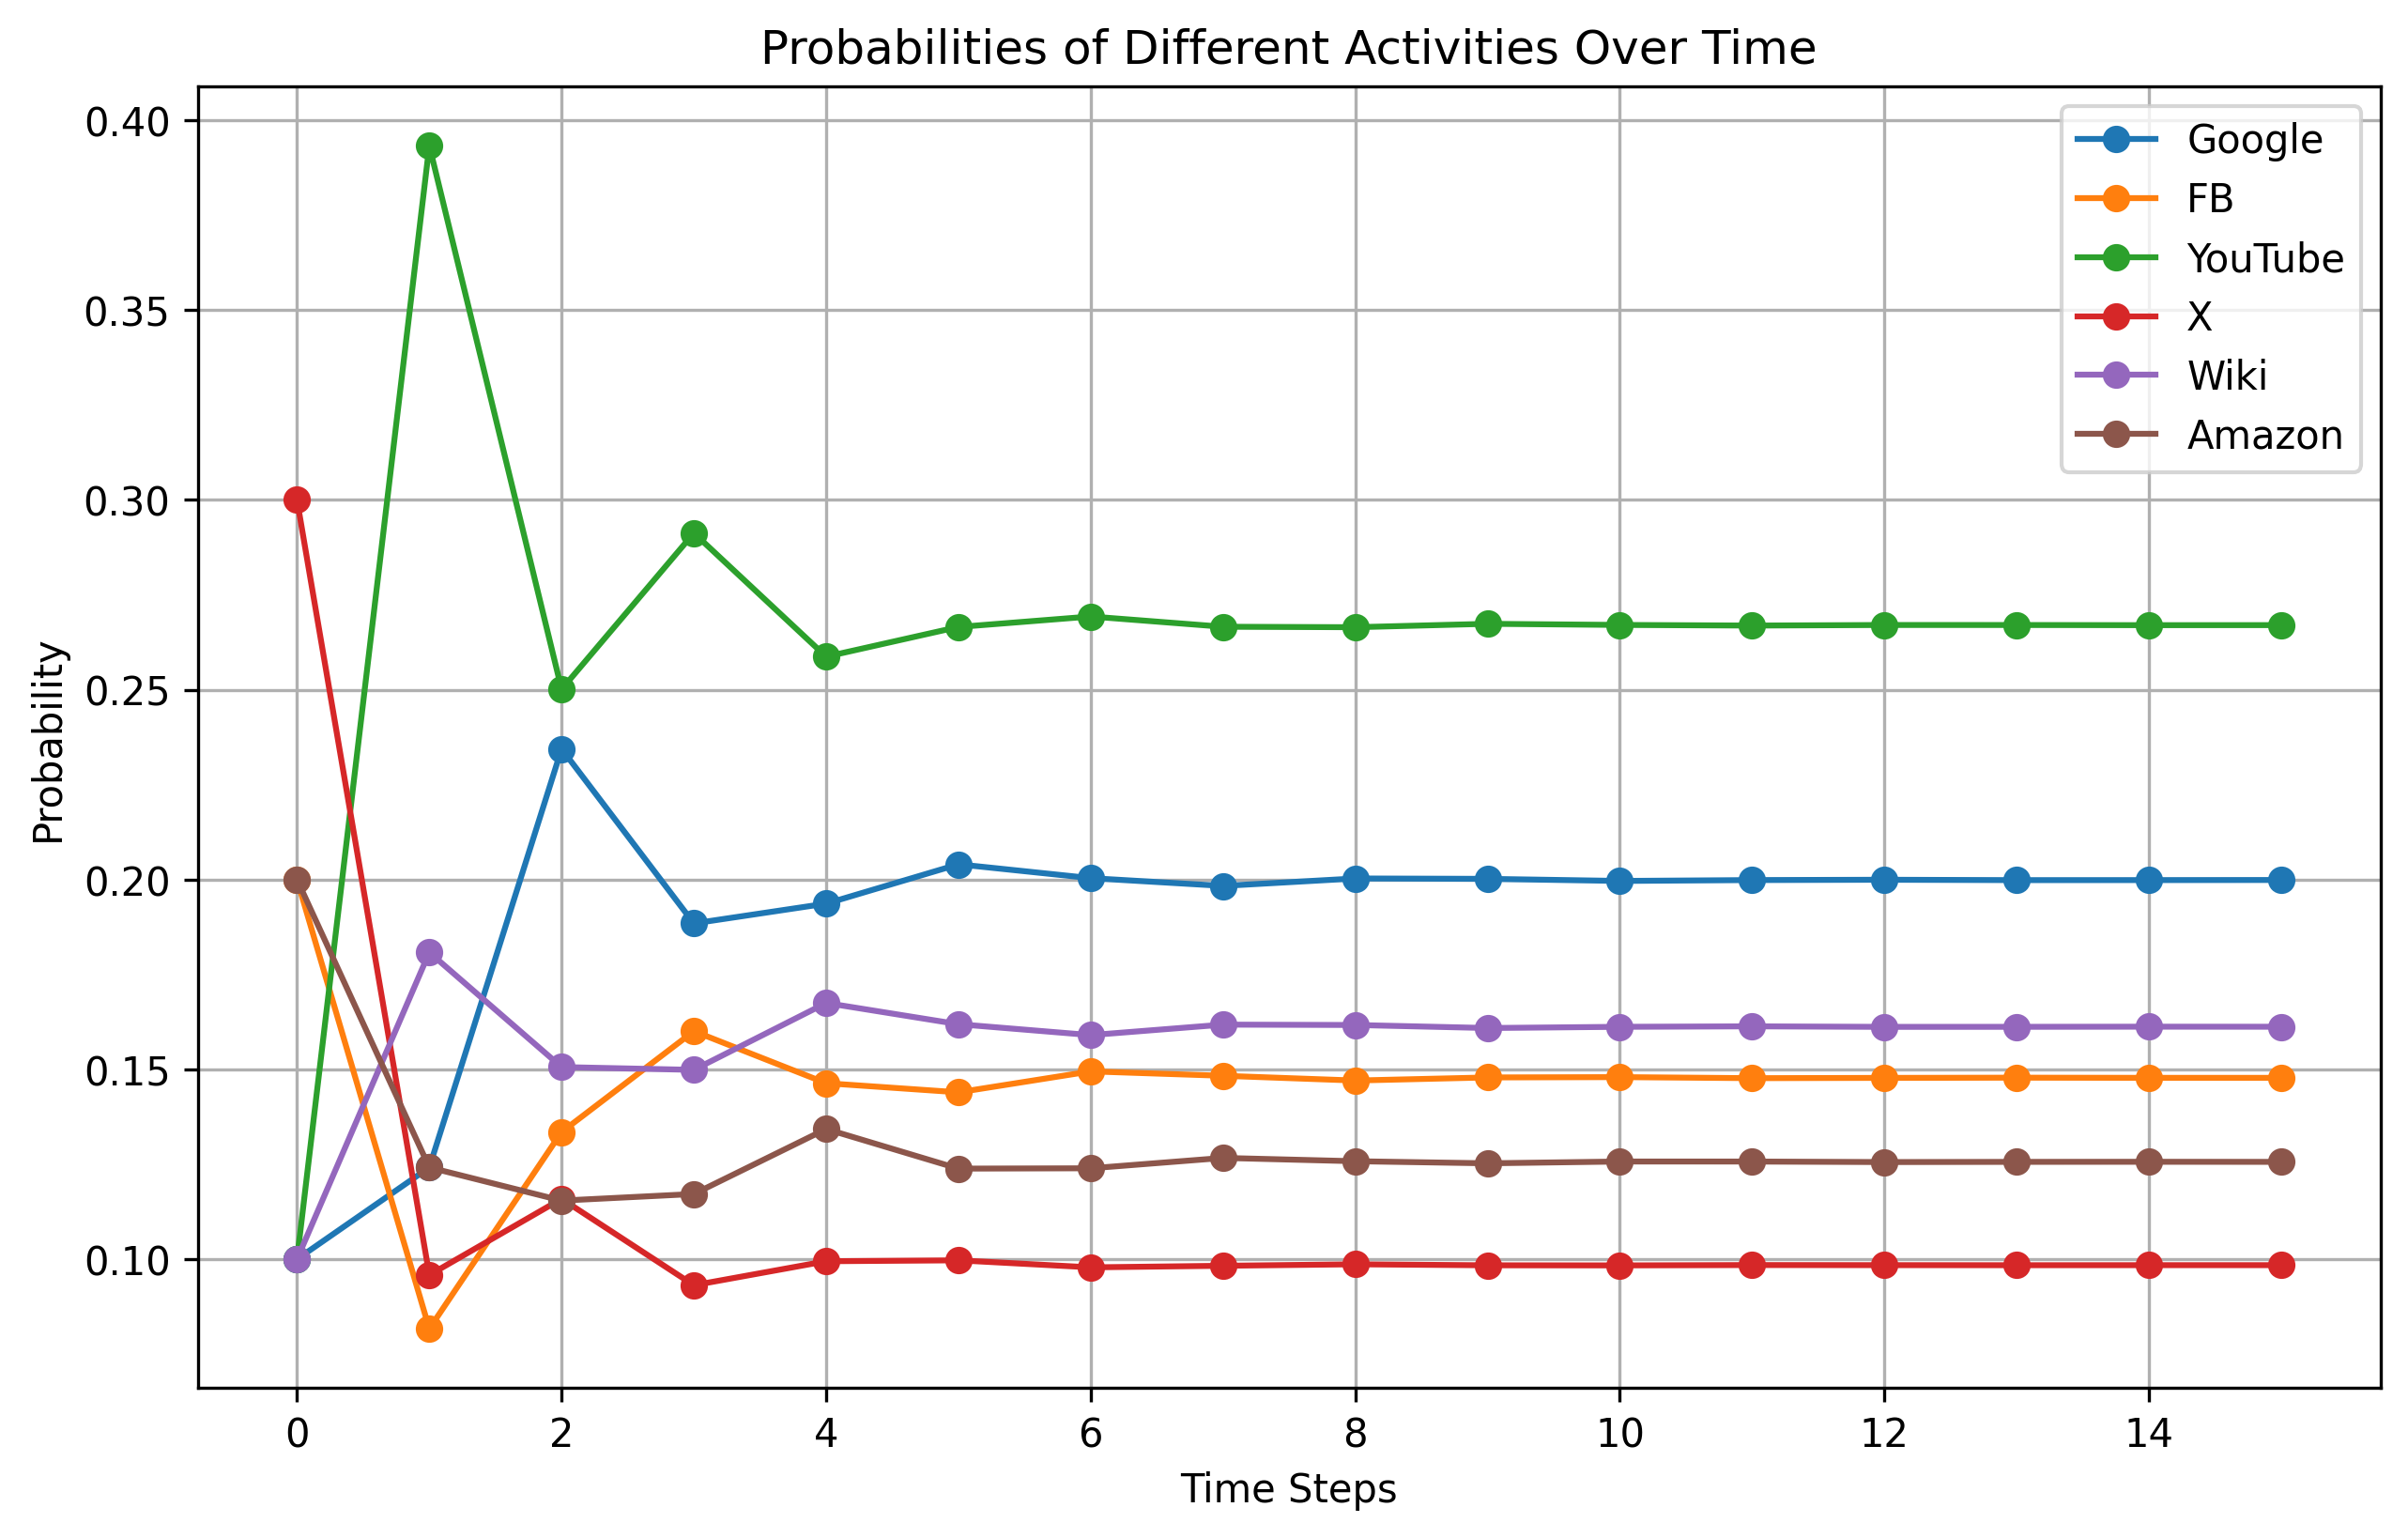 Probabilities of Different Activities Over Time
Probability
0.40
0.35
0.30
0.25
0.20
0.15
0.10
0 2 4 6 8 10 12 14
Time Steps
Google
FB
YouTube
X
Wiki
Amazon